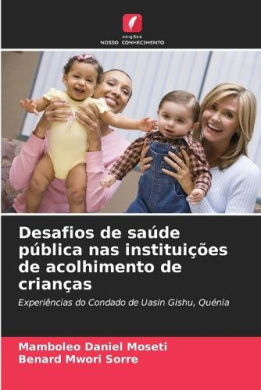 edições
NOSSO CONHECIMENTO
Desafios de saúde
pública nas instituições
de acolhimento de
crianças
Experiências do Condado de Uasin Gishu, Quénia
Mamboleo Daniel Moseti
Benard Mwori Sorre